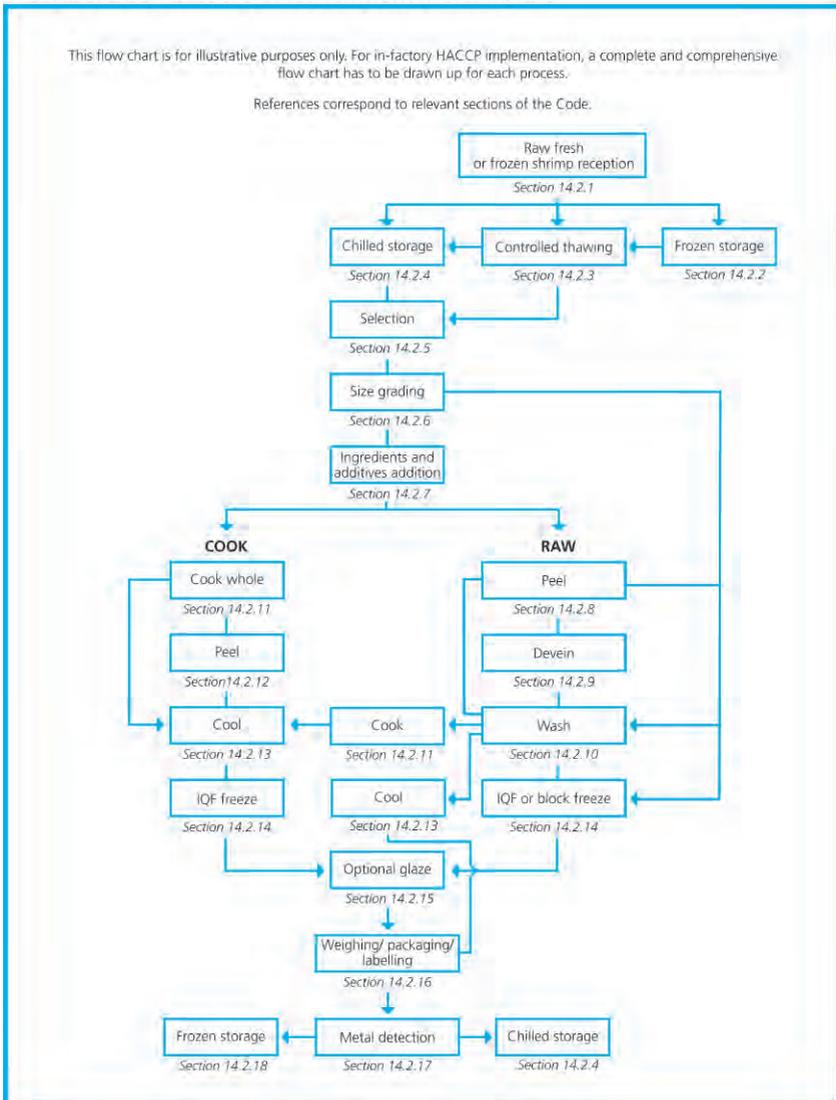 This flow chart is for illustrative purposes only. For in-factory HACCP implementation, a complete and comprehensive
flow chart has to be drawn up for each process.
References correspond to relevant sections of the Code.
Raw fresh
or frozen shrimp reception
Section 14.2.1
Chilled storage
Controlled thawing
Frozen storage
Section 14.2.4
Section 14.2.3
Section 14.2.2
Selection
Section 14.2.5
Size grading
Section 14.2.6
Ingredients and
additives addition
Section 14.2.7
COOK
RAW
Cook whole
Peel
Section 14.2.11
Section 14.2.8
Peel
Devein
Section14.2.12
Section 14.2.9
Cool
Cook
Wash
Section 14.2.13
Section 14.2.11
Section 14.2.10
IQF freeze
Cool
IQF or block freeze
Section 14.2.14
Section 14.2.13
Section 14.2.14
Optional glaze
Section 14.2.15
Weighing/ packaging/
labelling
Section 14.2.16
Frozen storage
Metal detection
Chilled storage
Section 14.2.18
Section 14.2.17
Section 14.2.4